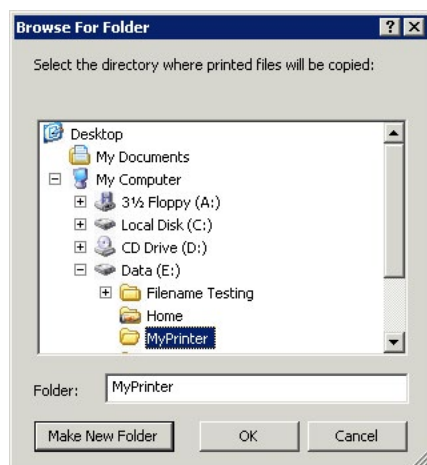 Browse For Folder
Select the directory where printed files will be copied:
Desktop
My Documents
My Computer
3½ Floppy (A:)
Local Disk (C:)
CD Drive (D:)
Data (E:)
Filename Testing
Home
MyPrinter
Folder: MyPrinter
Make New Folder OK Cancel